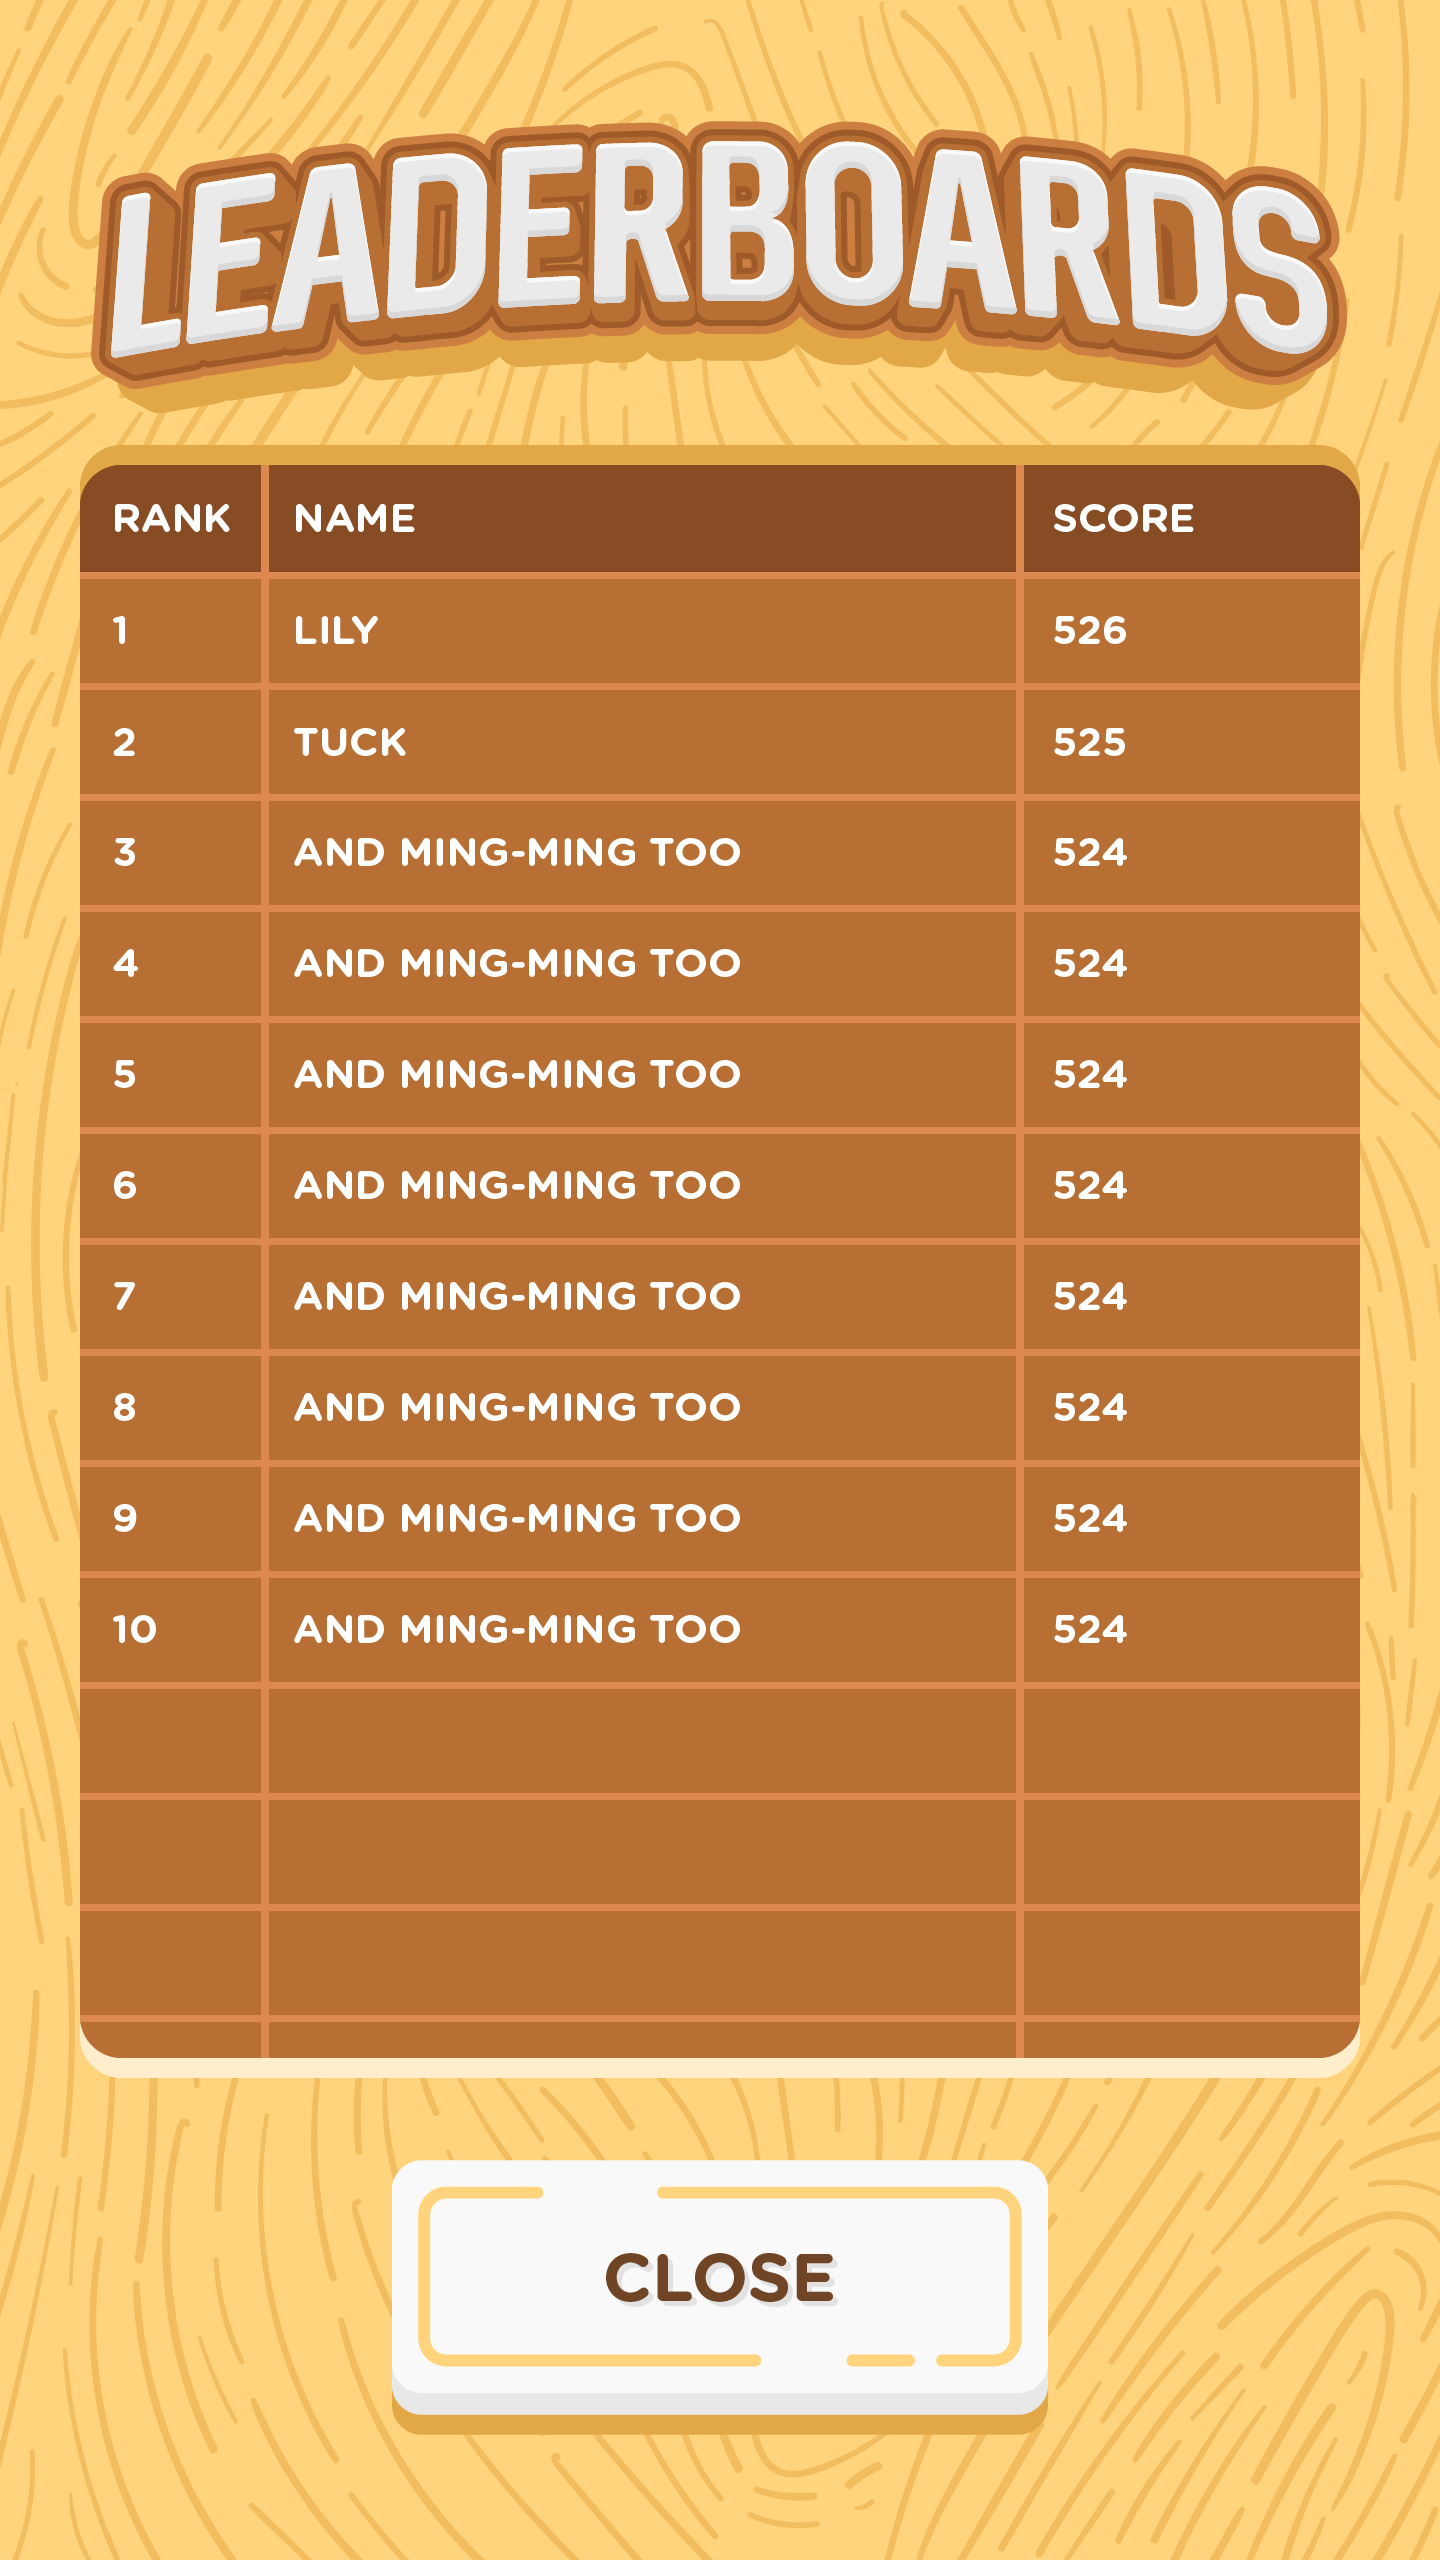 LEADERBOARDS
RANK NAME SCORE
1 LILY 526
2 TUCK 525
3 AND MING-MING TOO 524
4 AND MING-MING TOO 524
5 AND MING-MING TOO 524
6 AND MING-MING TOO 524
7 AND MING-MING TOO 524
8 AND MING-MING TOO 524
9 AND MING-MING TOO 524
10 AND MING-MING TOO 524
CLOSE